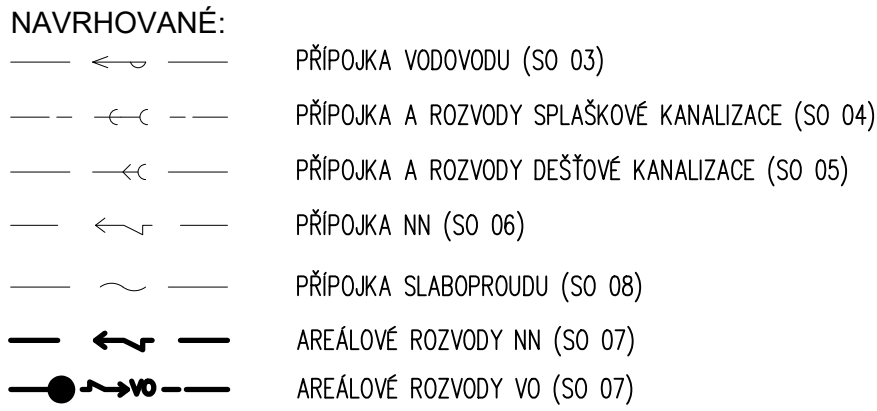 NAVRHOVANÉ:
PŘÍPOJKA VODOVODU (SO 03)
PŘÍPOJKA A ROZVODY SPLAŠKOVÉ KANALIZACE (SO 04)
PŘÍPOJKA A ROZVODY DEŠŤOVÉ KANALIZACE (SO 05)
PŘÍPOJKA NN (SO 06)
PŘÍPOJKA SLABOPROUDU (SO 08)
AREÁLOVÉ ROZVODY NN (SO 07)
VO AREÁLOVÉ ROZVODY VO (SO 07)